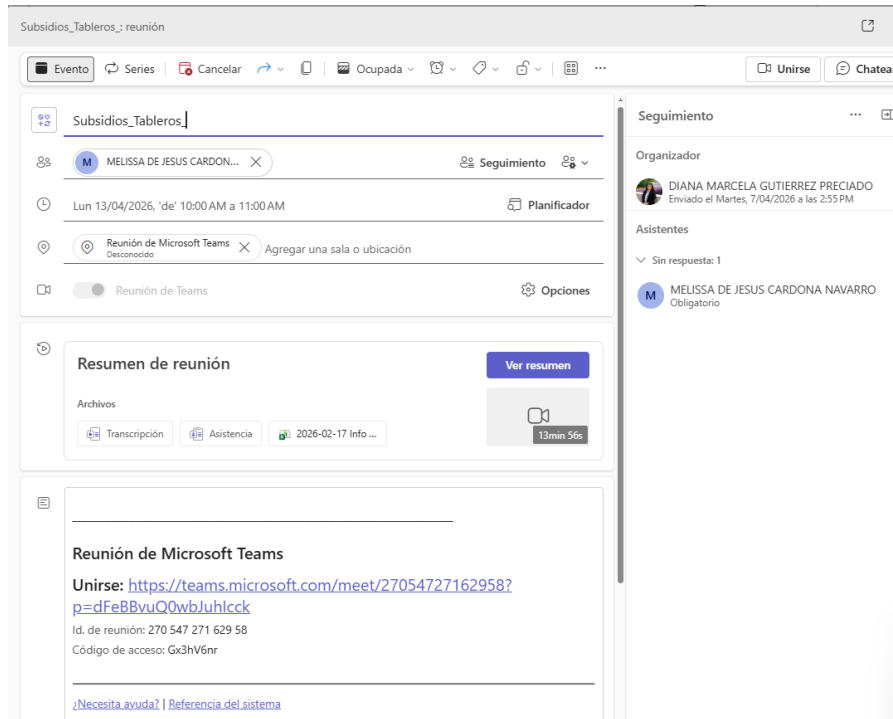 Subsidios_Tableros_: reunión
Evento Series Cancelar Ocupada Unirse Chatear
Subsidios_Tableros_
M MELISSA DE JESUS CARDON... Seguimiento
Lun 13/04/2026, 'de' 10:00 AM a 11:00 AM Planificador
Reunión de Microsoft Teams
Desconocido
Agregar una sala o ubicación
Reunión de Teams Opciones
Resumen de reunión
Ver resumen
Archivos
Transcripción Asistencia 2026-02-17 Info ...
13min 56s
Reunión de Microsoft Teams
Unirse: https://teams.microsoft.com/meet/27054727162958?
p=dFeBBvuQ0wbJuhIcck
Id. de reunión: 270 547 271 629 58
Código de acceso: Gx3hV6nr
¿Necesita ayuda? | Referencia del sistema
Seguimiento
Organizador
DIANA MARCELA GUTIERREZ PRECIADO
Enviado el Martes, 7/04/2026 a las 2:55 PM
Asistentes
Sin respuesta: 1
M MELISSA DE JESUS CARDONA NAVARRO
Obligatorio